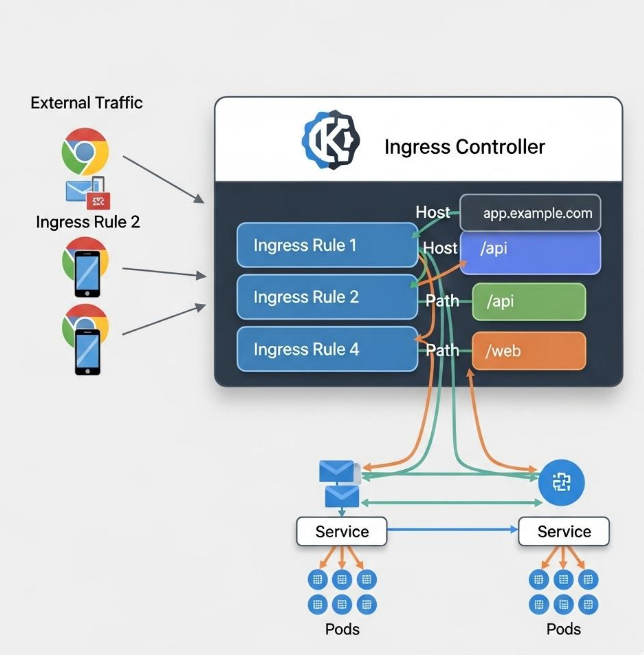 External Traffic
Ingress Controller
Ingress Rule 2
Host
app.example.com
Ingress Rule 1
Host
/api
Ingress Rule 2
Path
/api
Ingress Rule 4
Path
/web
Service
Service
Pods
Pods